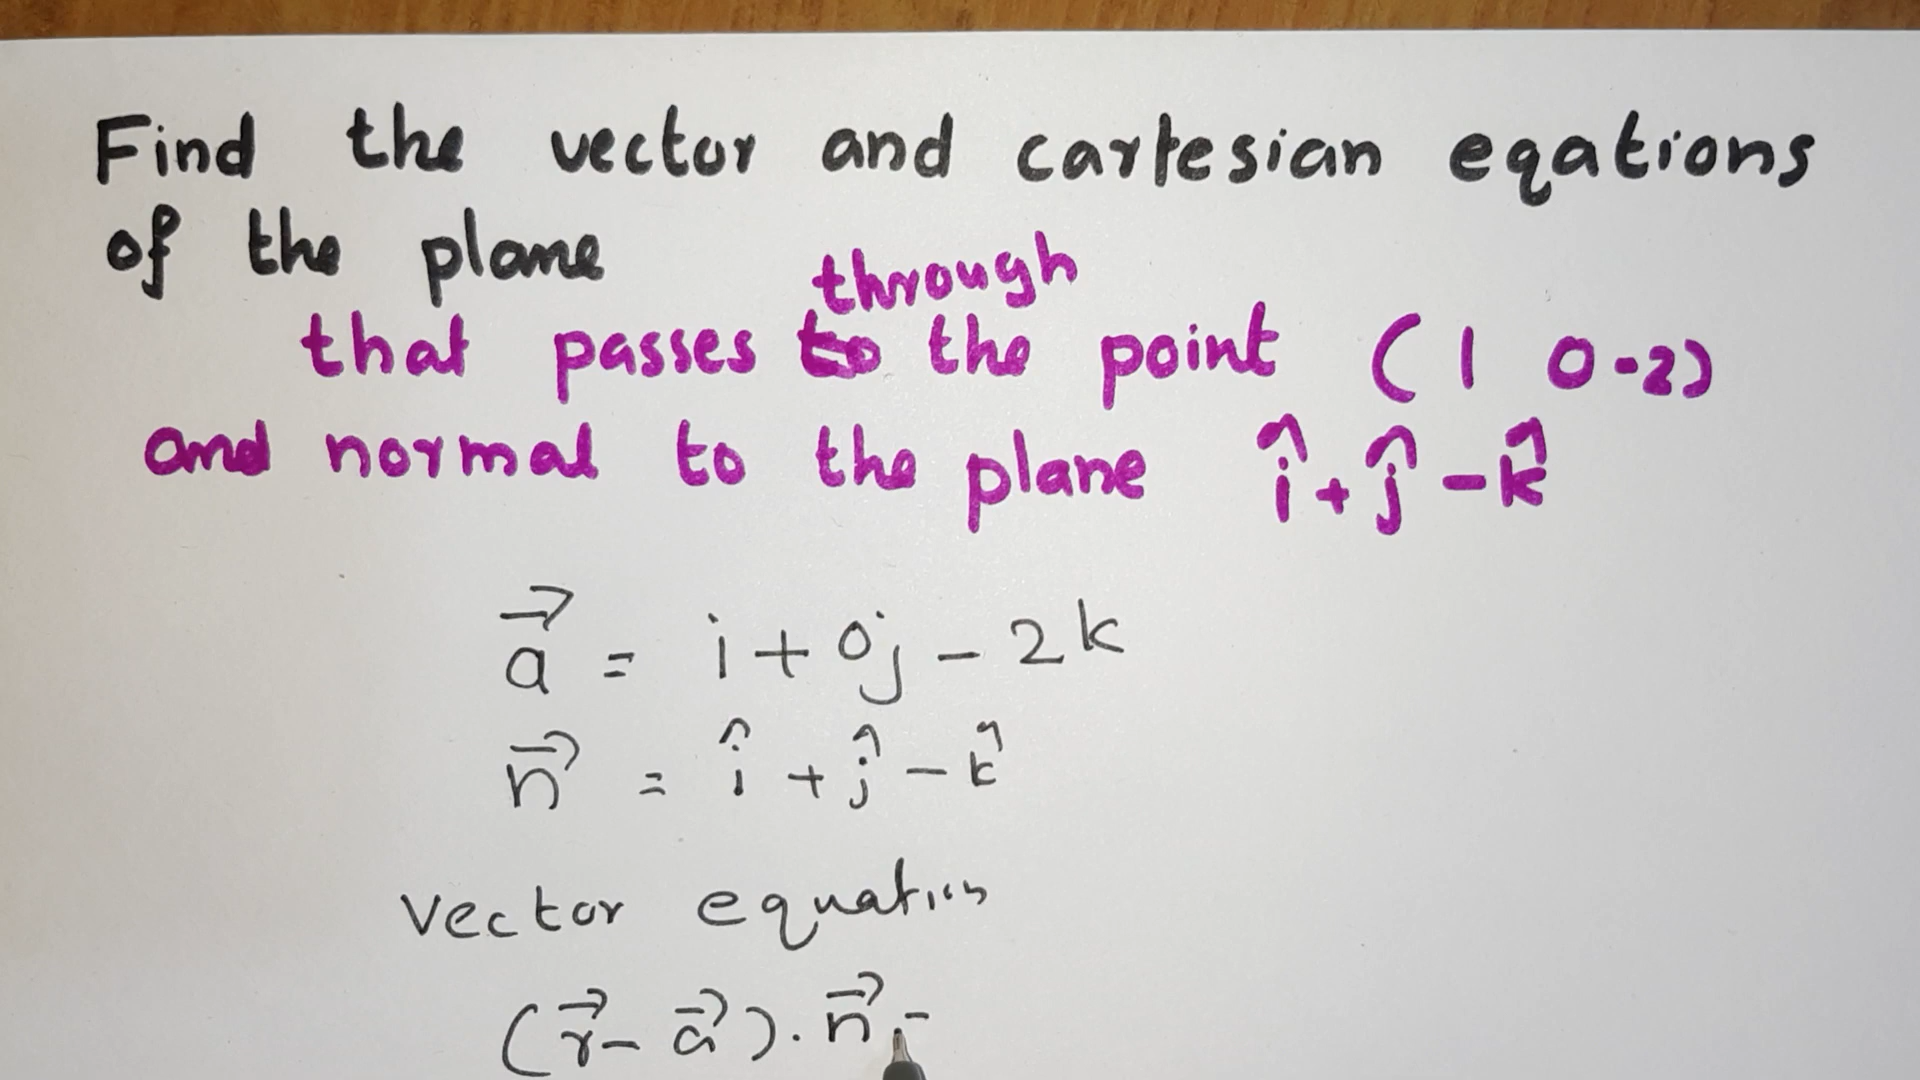 Find the vector and cartesian eqations
of the plane
through
that passes to the point (1 0 -2)
and normal to the plane î + ĵ - k̂
a⃗ = i + 0j - 2k
n⃗ = î + ĵ - k̂
Vector equation
(r⃗ - a⃗). n⃗ =